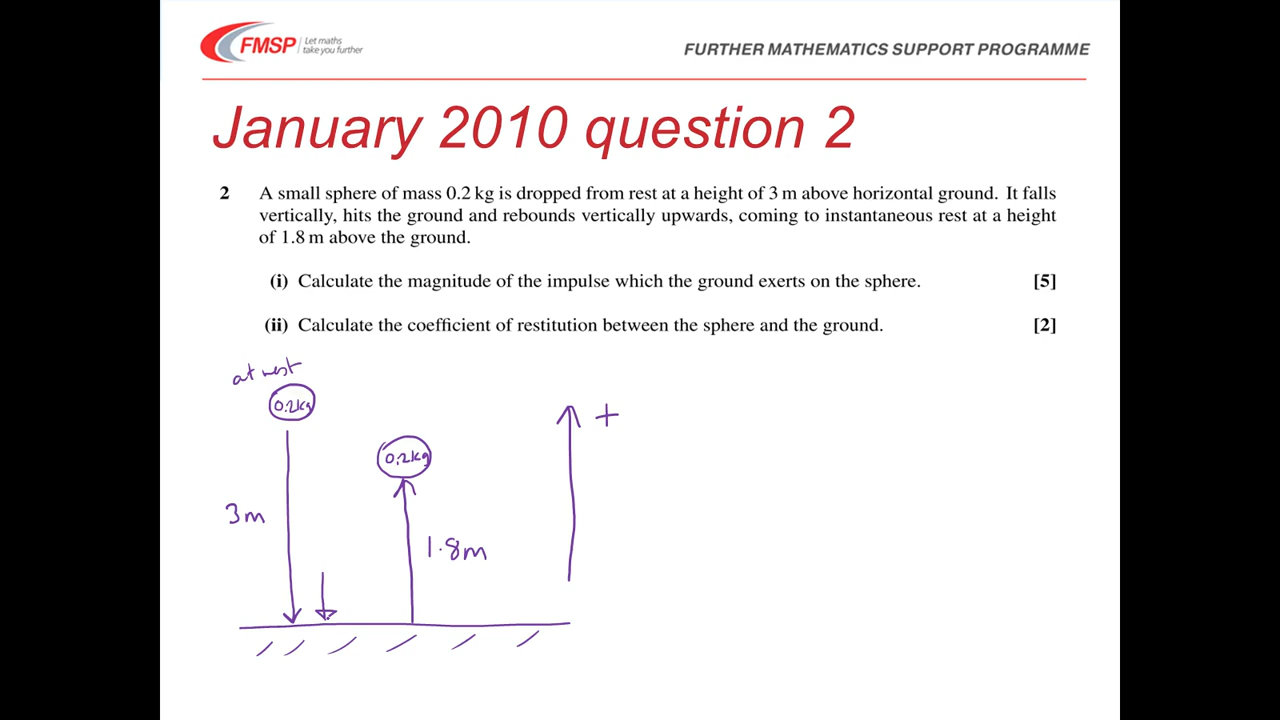 FMSP
Let maths
take you further
FURTHER MATHEMATICS SUPPORT PROGRAMME
January 2010 question 2
2 A small sphere of mass 0.2 kg is dropped from rest at a height of 3 m above horizontal ground. It falls
vertically, hits the ground and rebounds vertically upwards, coming to instantaneous rest at a height
of 1.8 m above the ground.
(i) Calculate the magnitude of the impulse which the ground exerts on the sphere. [5]
(ii) Calculate the coefficient of restitution between the sphere and the ground. [2]
at rest
0.2kg
+
0.2kg
3m
1.8m